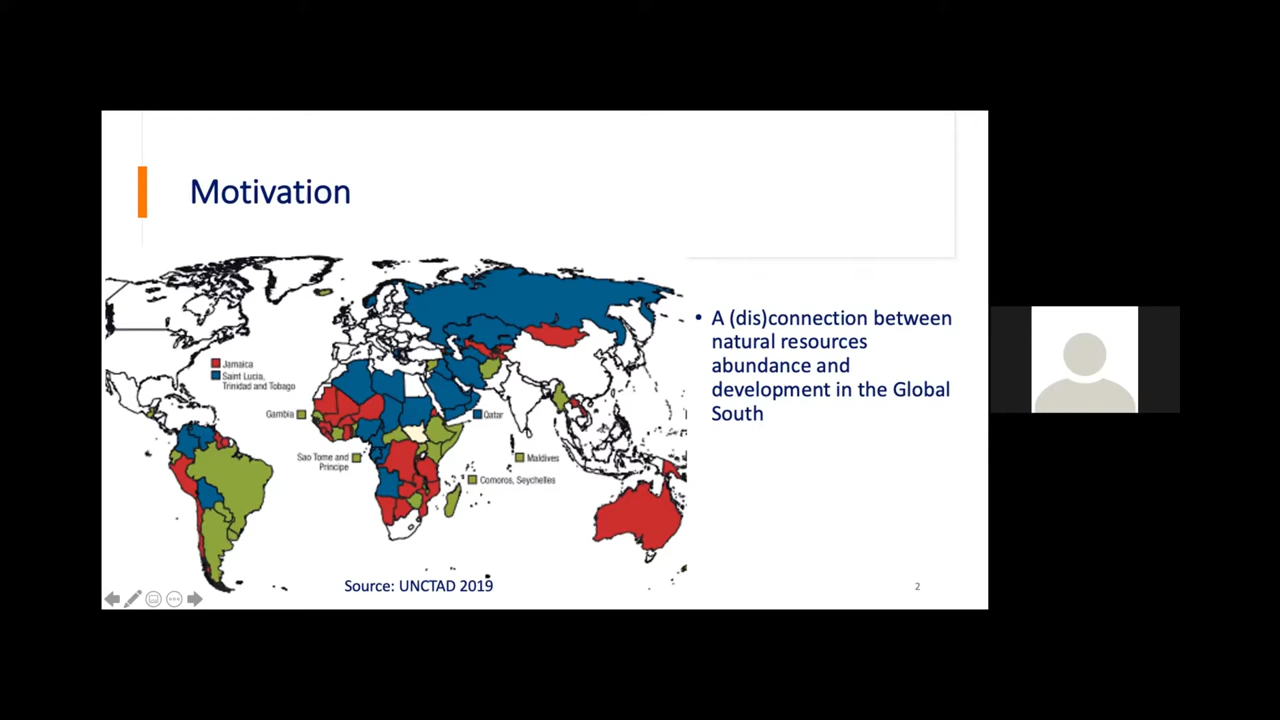 Motivation
Jamaica
Saint Lucia,
Trinidad and Tobago
Gambia
Qatar
Sao Tome and
Principe
Maldives
Comoros, Seychelles
• A (dis)connection between
natural resources
abundance and
development in the Global
South
Source: UNCTAD 2019
2